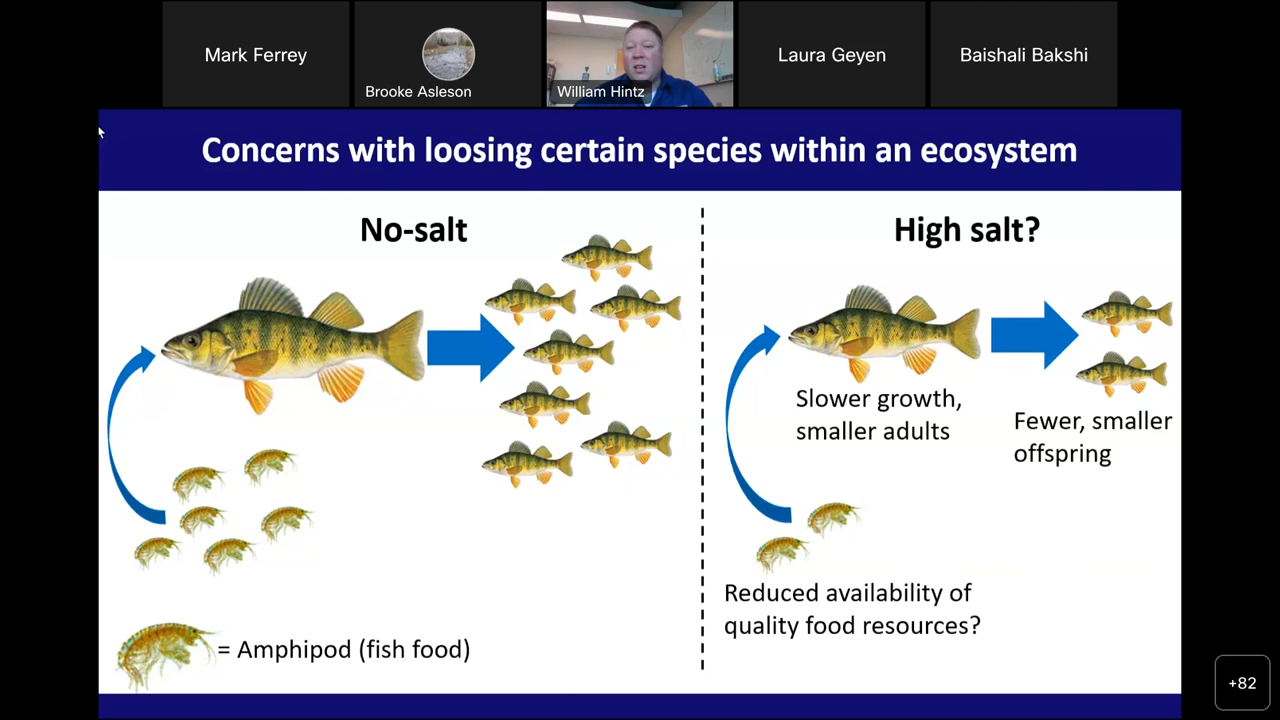 Mark Ferrey
Brooke Asleson
William Hintz
Laura Geyen
Baishali Bakshi
Concerns with loosing certain species within an ecosystem
No-salt
= Amphipod (fish food)
High salt?
Slower growth,
smaller adults
Fewer, smaller
offspring
Reduced availability of
quality food resources?
+82